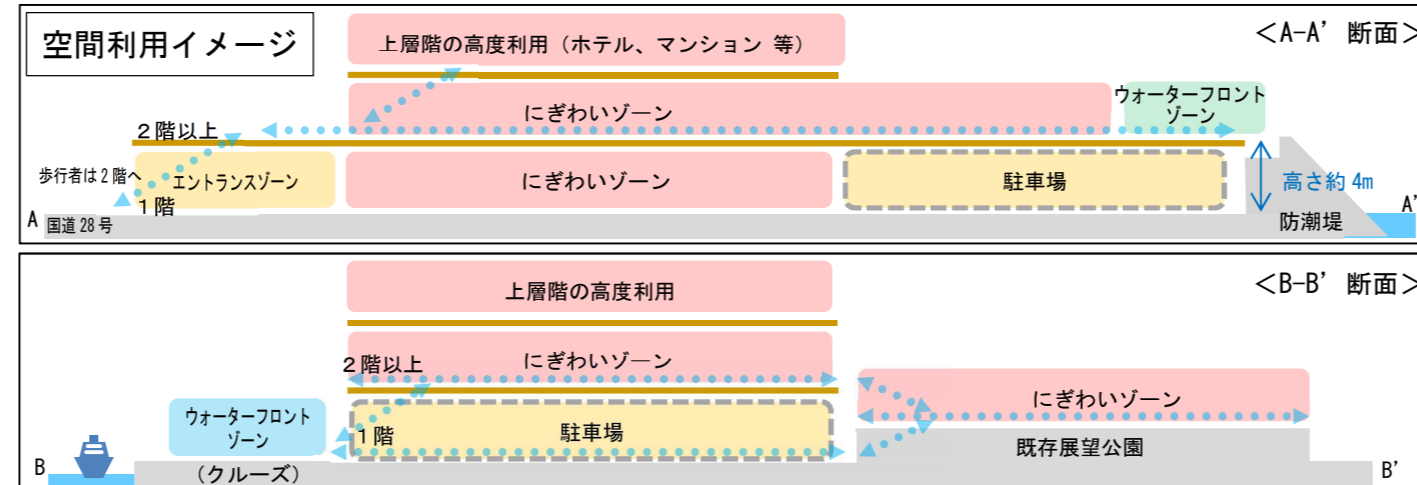 空間利用イメージ
<A-A’ 断面>
上層階の高度利用(ホテル、マンション 等)
にぎわいゾーン
ウォーターフロント
ゾーン
2階以上
歩行者は2階へ
エントランスゾーン
にぎわいゾーン
駐車場
高さ約 4m
1階
A
国道 28 号
防潮堤
A’
<B-B’ 断面>
上層階の高度利用
にぎわいゾーン
2階以上
にぎわいゾーン
ウォーターフロント
ゾーン
1階
駐車場
既存展望公園
B
(クルーズ)
B’